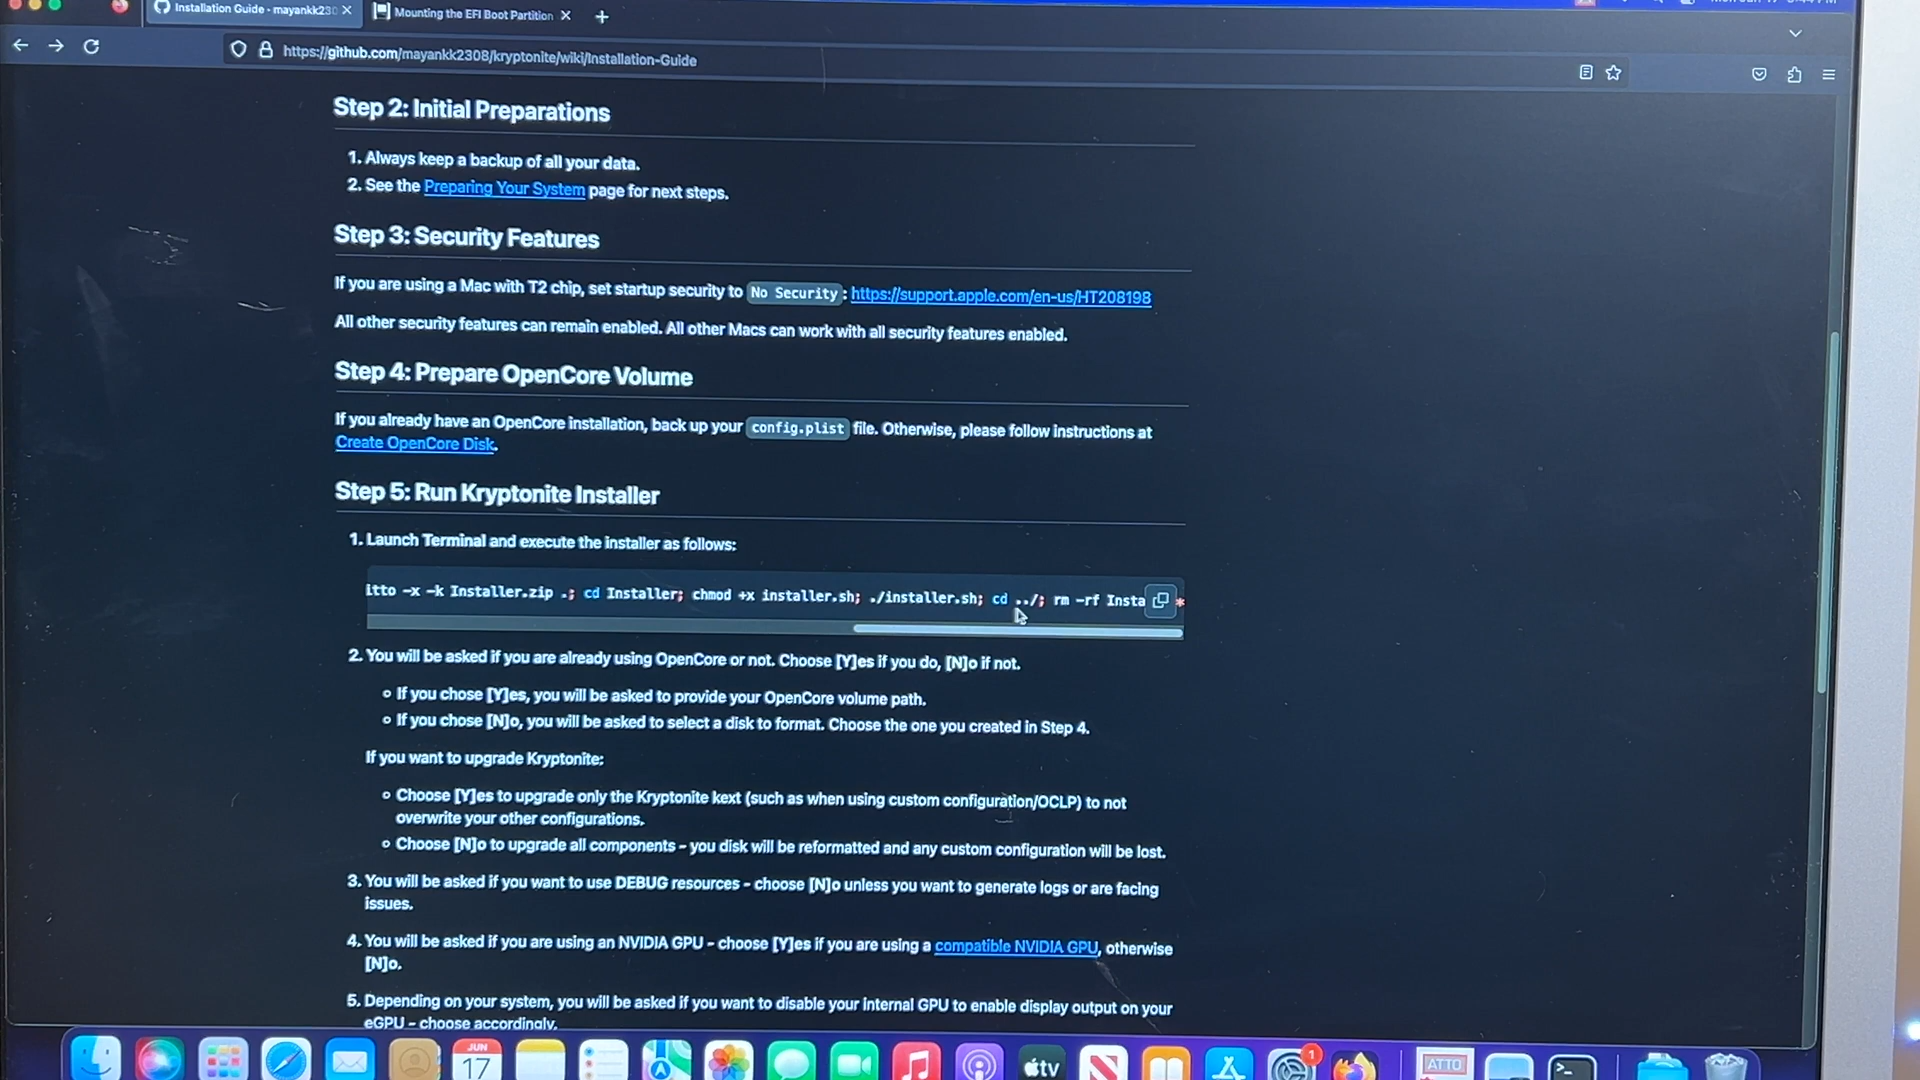 Installation Guide - mayankk230
Mounting the EFI Boot Partition
https://github.com/mayankk2308/kryptonite/wiki/Installation-Guide
Step 2: Initial Preparations
1. Always keep a backup of all your data.
2. See the Preparing Your System page for next steps.
Step 3: Security Features
If you are using a Mac with T2 chip, set startup security to No Security : https://support.apple.com/en-us/HT208198
All other security features can remain enabled. All other Macs can work with all security features enabled.
Step 4: Prepare OpenCore Volume
If you already have an OpenCore installation, back up your config.plist file. Otherwise, please follow instructions at
Create OpenCore Disk.
Step 5: Run Kryptonite Installer
1. Launch Terminal and execute the installer as follows:
itto -x -k Installer.zip .; cd Installer; chmod +x installer.sh; ./installer.sh; cd ../; rm -rf Insta *
2. You will be asked if you are already using OpenCore or not. Choose [Y]es if you do, [N]o if not.
◦ If you chose [Y]es, you will be asked to provide your OpenCore volume path.
◦ If you chose [N]o, you will be asked to select a disk to format. Choose the one you created in Step 4.
If you want to upgrade Kryptonite:
◦ Choose [Y]es to upgrade only the Kryptonite kext (such as when using custom configuration/OCLP) to not
overwrite your other configurations.
◦ Choose [N]o to upgrade all components - you disk will be reformatted and any custom configuration will be lost.
3. You will be asked if you want to use DEBUG resources - choose [N]o unless you want to generate logs or are facing
issues.
4. You will be asked if you are using an NVIDIA GPU - choose [Y]es if you are using a compatible NVIDIA GPU, otherwise
[N]o.
5. Depending on your system, you will be asked if you want to disable your internal GPU to enable display output on your
eGPU - choose accordingly.
JUN
17
tv
1
ATTO
>_